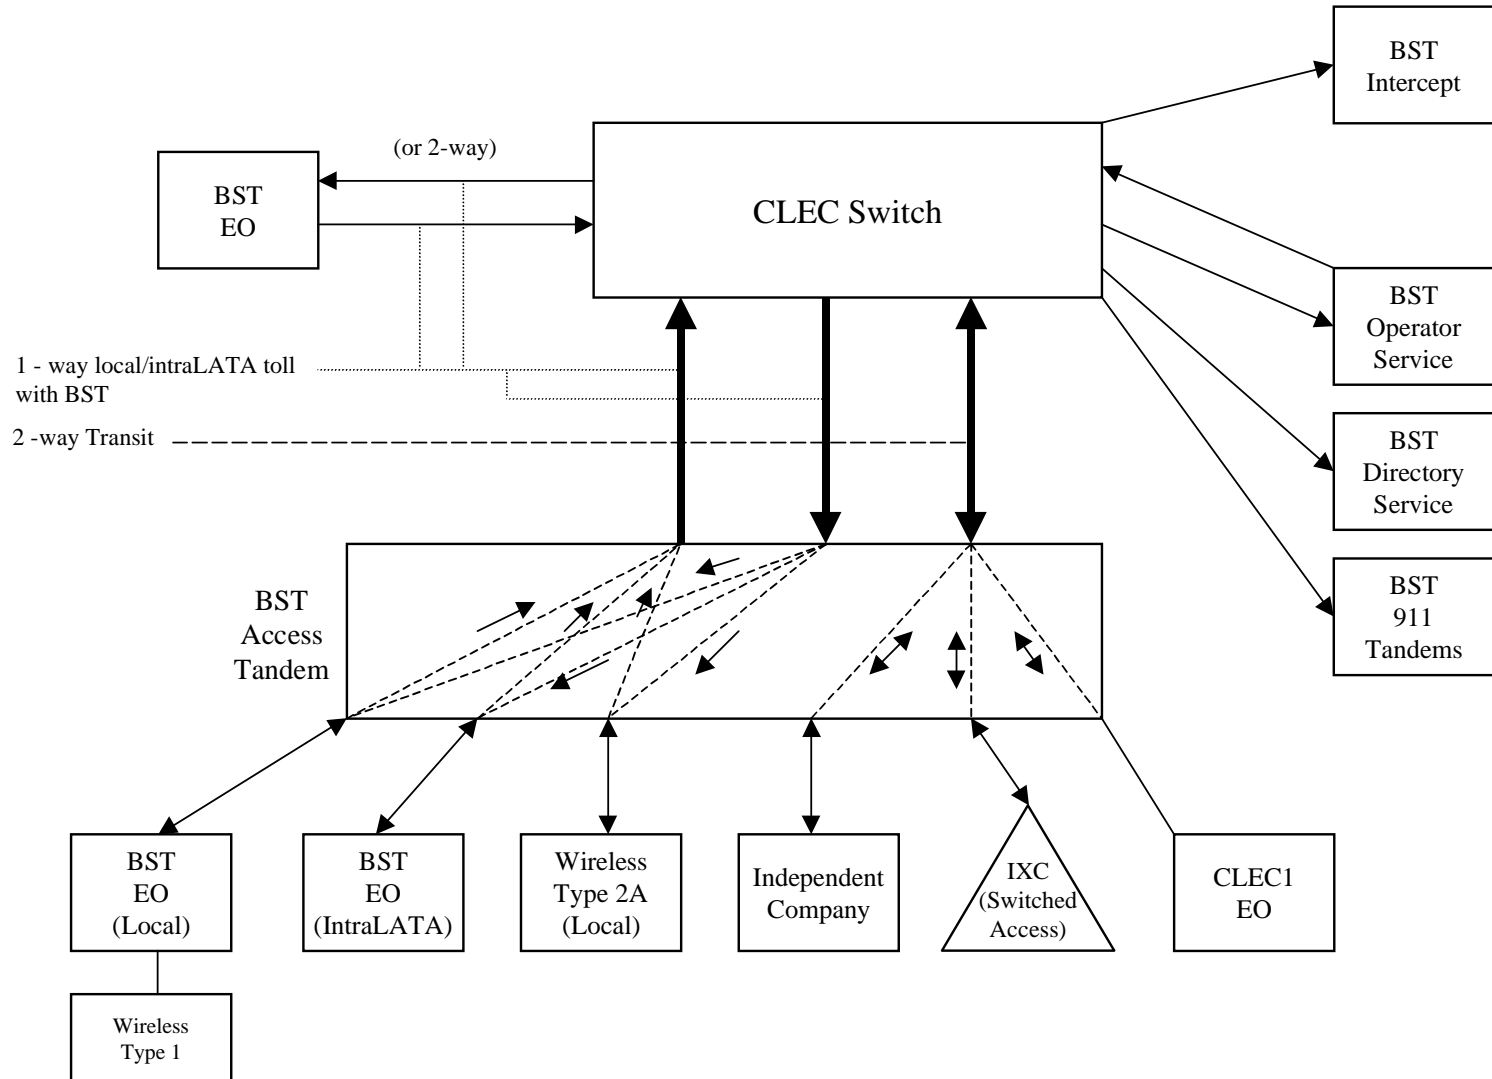 BST
Intercept
(or 2-way)
BST
EO
CLEC Switch
BST
Operator
Service
1 - way local/intraLATA toll
with BST
2 -way Transit
BST
Directory
Service
BST
911
Tandems
BST
Access
Tandem
BST
EO
(Local)
BST
EO
(IntraLATA)
Wireless
Type 2A
(Local)
Independent
Company
IXC
(Switched
Access)
CLEC1
EO
Wireless
Type 1